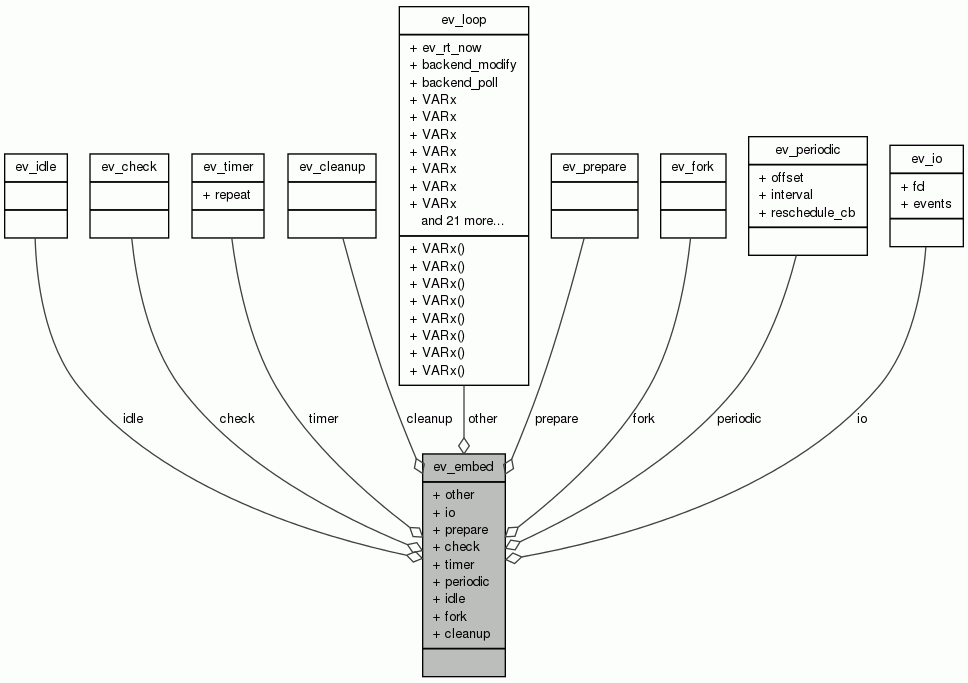 ev_loop
+ ev_rt_now
+ backend_modify
+ backend_poll
+ VARx
+ VARx
+ VARx
+ VARx
+ VARx
+ VARx
+ VARx
and 21 more...
+ VARx()
+ VARx()
+ VARx()
+ VARx()
+ VARx()
+ VARx()
+ VARx()
+ VARx()
ev_idle
ev_check
ev_timer
+ repeat
ev_cleanup
ev_prepare
ev_fork
ev_periodic
+ offset
+ interval
+ reschedule_cb
ev_io
+ fd
+ events
idle
check
timer
cleanup
other
prepare
fork
periodic
io
ev_embed
+ other
+ io
+ prepare
+ check
+ timer
+ periodic
+ idle
+ fork
+ cleanup